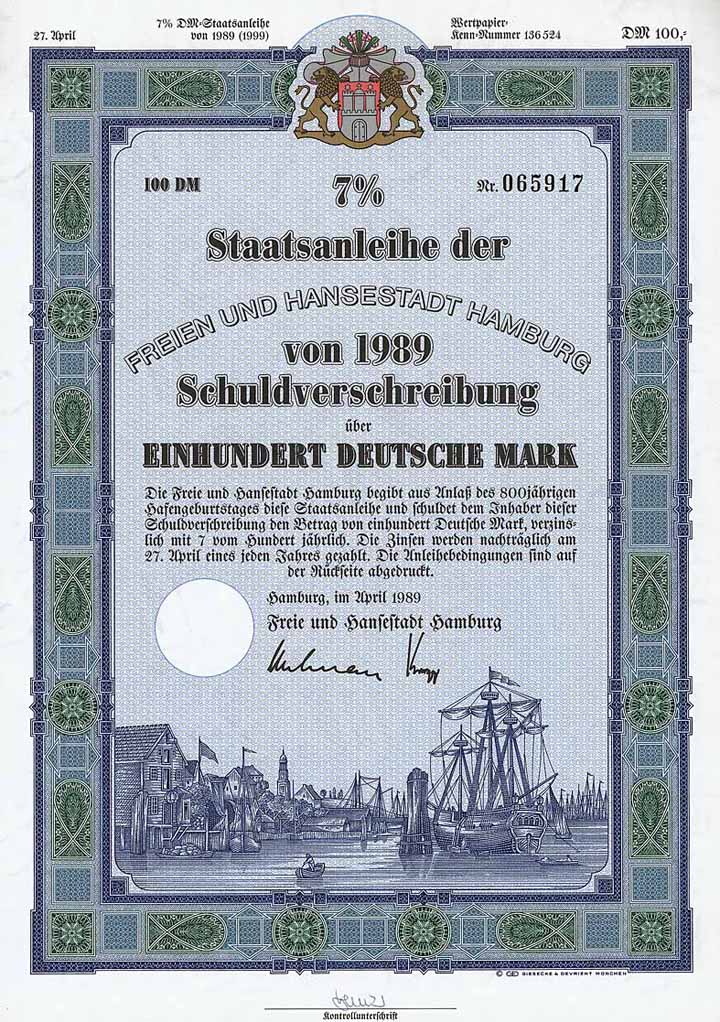 27. April
7% DM-Staatsanleihe
von 1989 (1999)
Wertpapier-
Kenn-Nummer 136524
DM 100,-
100 DM
7%
Nr. 065917
Staatsanleihe der
FREIEN UND HANSESTADT HAMBURG
von 1989
Schuldverschreibung
über
EINHUNDERT DEUTSCHE MARK
Die Freie und Hansestadt Hamburg begibt aus Anlaß des 800jährigen
Hafengeburtstages diese Staatsanleihe und schuldet dem Inhaber dieser
Schuldverschreibung den Betrag von einhundert Deutsche Mark, verzins-
lich mit 7 vom Hundert jährlich. Die Zinsen werden nachträglich am
27. April eines jeden Jahres gezahlt. Die Anleihebedingungen sind auf
der Rückseite abgedruckt.
Hamburg, im April 1989
Freie und Hansestadt Hamburg
© GD GIESECKE & DEVRIENT MÜNCHEN
Kontrollunterschrift